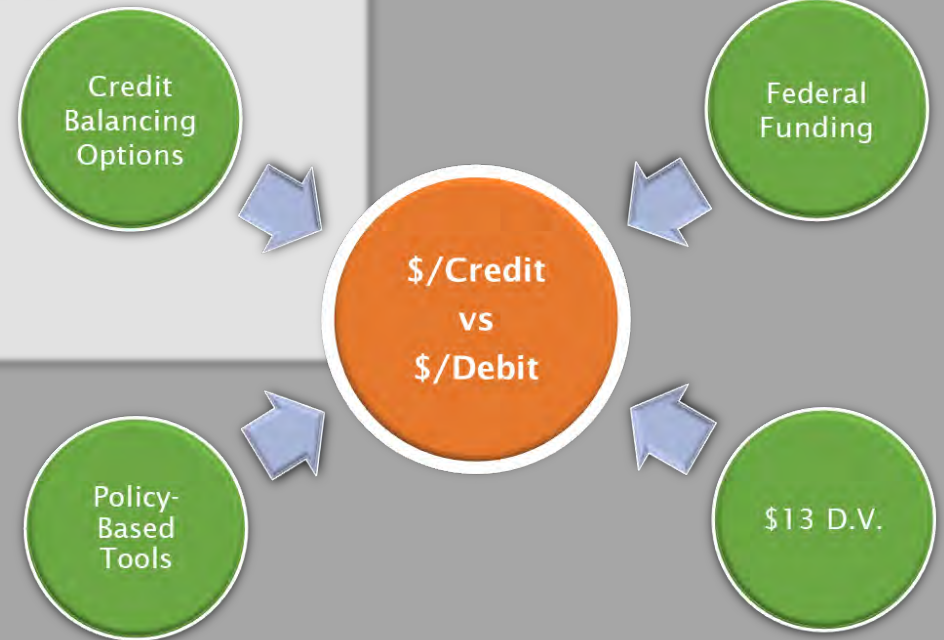 Credit
Balancing
Options
Federal
Funding
$/Credit
vs
$/Debit
Policy-
Based
Tools
$13 D.V.